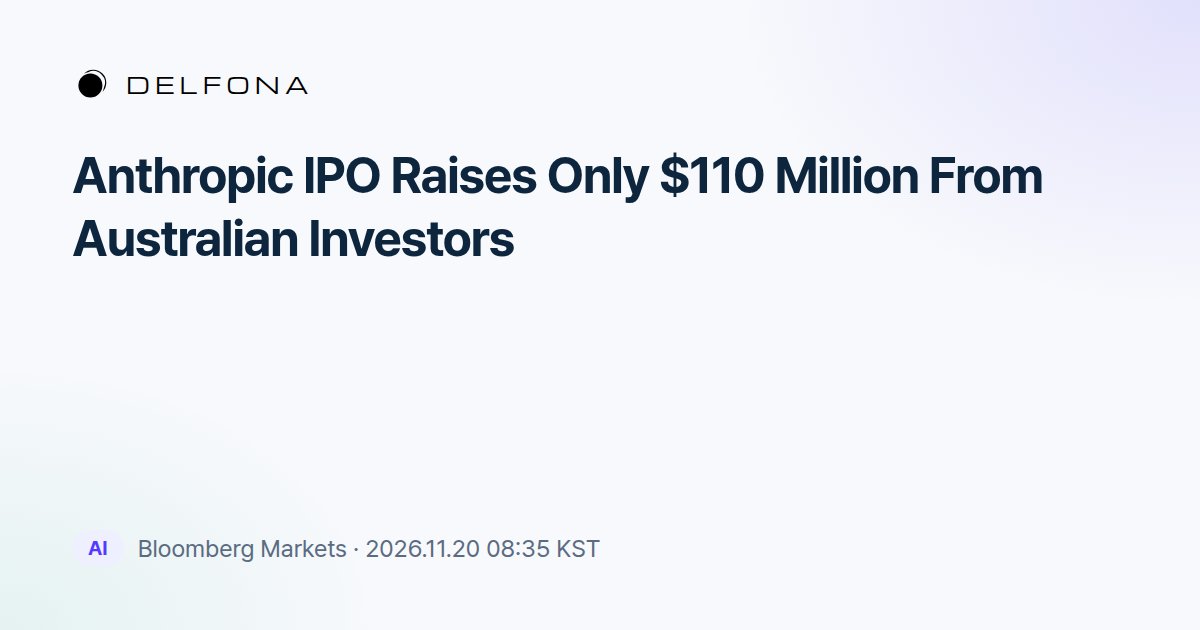 DELFONA
Anthropic IPO Raises Only $110 Million From
Australian Investors
AI Bloomberg Markets · 2026.11.20 08:35 KST